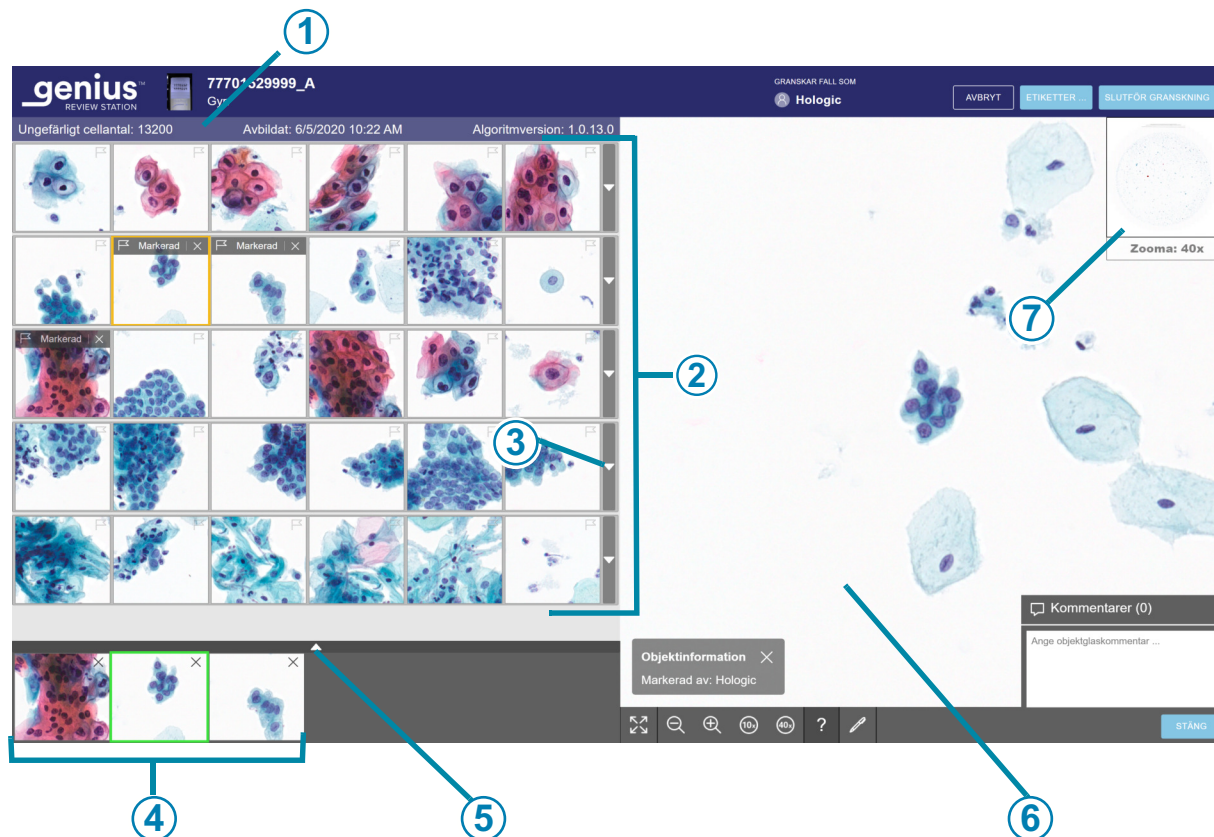 1
genius™
REVIEW STATION
77701529999_A
GRANSKAR FALL SOM
Hologic
AVBRYT
ETIKETTER ...
SLUTFÖR GRANSKNING
Ungefärligt cellantal: 13200
Avbildat: 6/5/2020 10:22 AM
Algoritmversion: 1.0.13.0
Markerad
Markerad
Zooma: 40x
7
Markerad
2
3
Kommentarer (0)
Ange objektglaskommentar ...
Objektinformation
Markerad av: Hologic
10x
40x
?
STÄNG
4
5
6